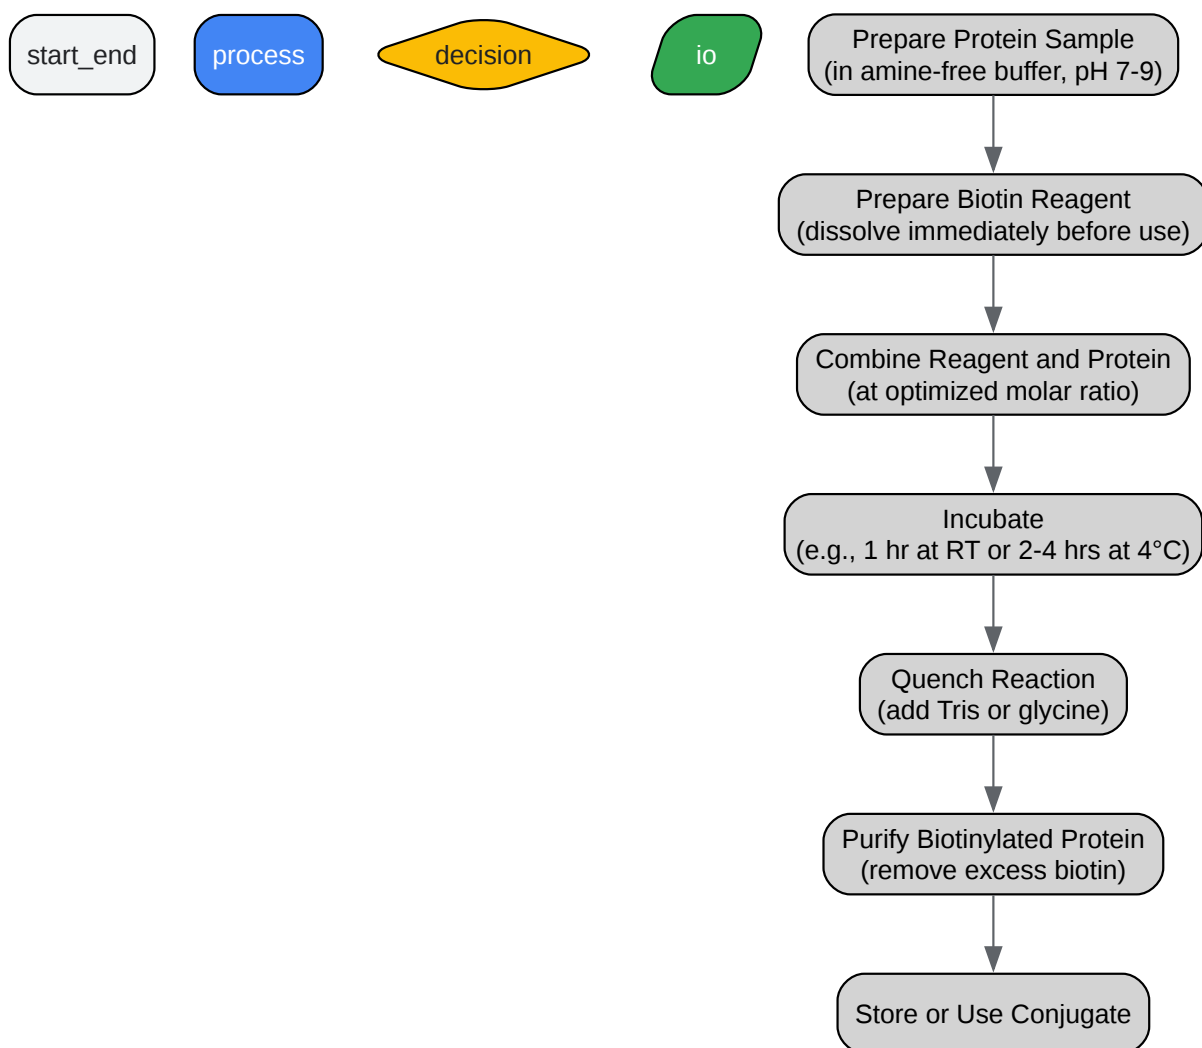 start_end
process
decision
io
Prepare Protein Sample
(in amine-free buffer, pH 7-9)
Prepare Biotin Reagent
(dissolve immediately before use)
Combine Reagent and Protein
(at optimized molar ratio)
Incubate
(e.g., 1 hr at RT or 2-4 hrs at 4°C)
Quench Reaction
(add Tris or glycine)
Purify Biotinylated Protein
(remove excess biotin)
Store or Use Conjugate